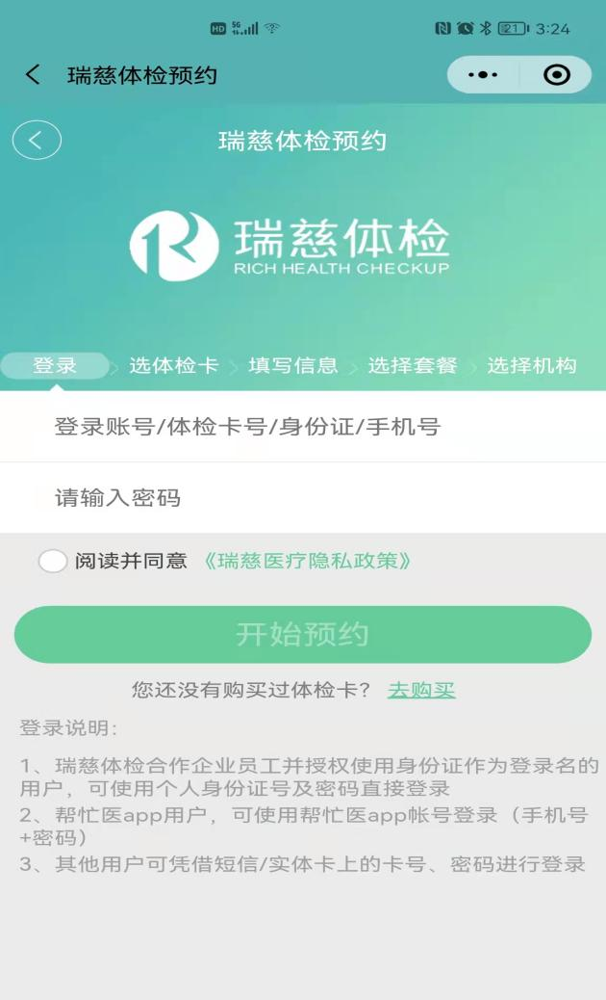 HD 5G 21 3:24
瑞慈体检预约
瑞慈体检预约
瑞慈体检
RICH HEALTH CHECKUP
登录 > 选体检卡 > 填写信息 > 选择套餐 > 选择机构
登录账号/体检卡号/身份证/手机号
请输入密码
阅读并同意 《瑞慈医疗隐私政策》
开始预约
您还没有购买过体检卡? 去购买
登录说明:
1、瑞慈体检合作企业员工并授权使用身份证作为登录名的
用户，可使用个人身份证号及密码直接登录
2、帮忙医app用户，可使用帮忙医app帐号登录（手机号
+密码）
3、其他用户可凭借短信/实体卡上的卡号、密码进行登录